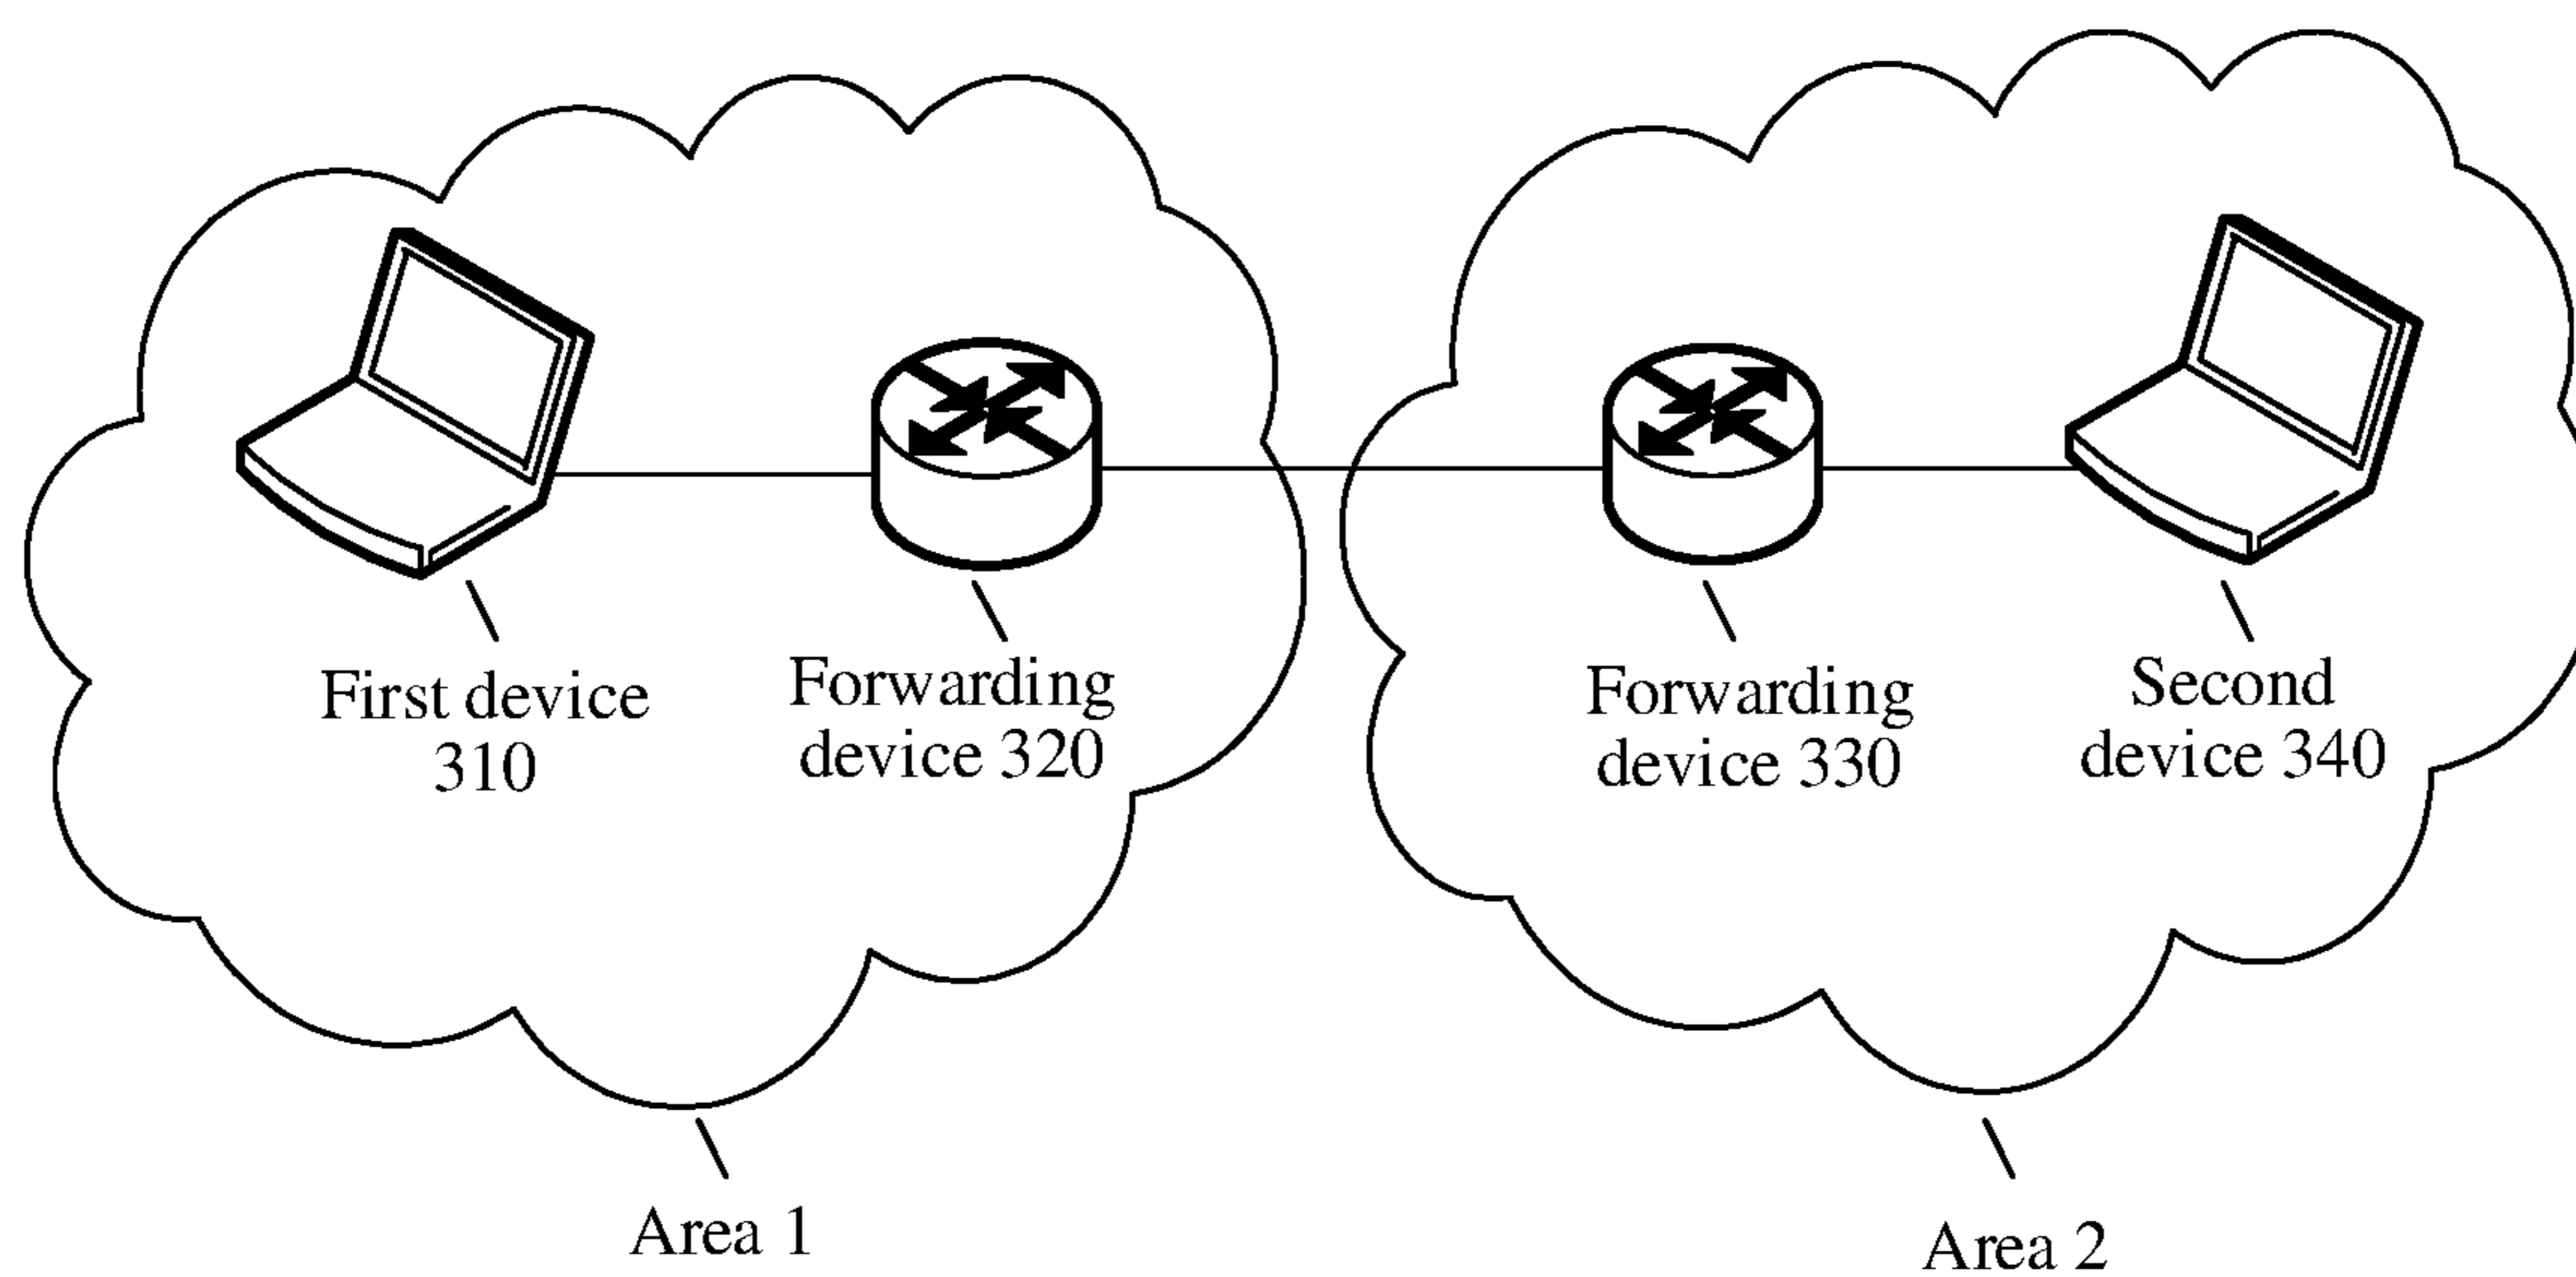 First device
310
Forwarding
device 320
Forwarding
device 330
Second
device 340
Area 1
Area 2